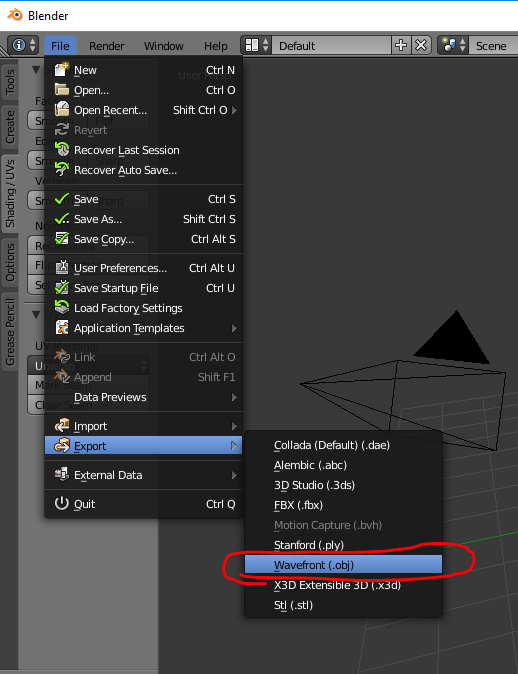 Blender
File Render Window Help Default Scene
Tools
Create
Shading / UVs
Options
Grease Pencil
New Ctrl N
Open... Ctrl O
Open Recent... Shift Ctrl O
Revert
Recover Last Session
Recover Auto Save...
Save Ctrl S
Save As... Shift Ctrl S
Save Copy... Ctrl Alt S
User Preferences... Ctrl Alt U
Save Startup File Ctrl U
Load Factory Settings
Application Templates
Link Ctrl Alt O
Append Shift F1
Data Previews
Import
Export
External Data
Quit Ctrl Q
Collada (Default) (.dae)
Alembic (.abc)
3D Studio (.3ds)
FBX (.fbx)
Motion Capture (.bvh)
Stanford (.ply)
Wavefront (.obj)
X3D Extensible 3D (.x3d)
Stl (.stl)